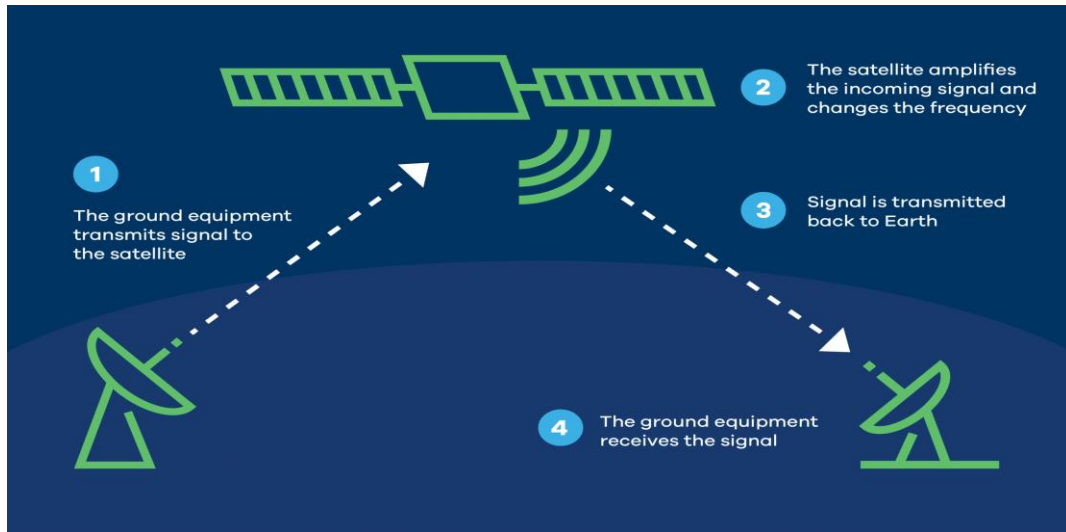 1
The ground equipment
transmits signal to
the satellite
2
The satellite amplifies
the incoming signal and
changes the frequency
3
Signal is transmitted
back to Earth
4
The ground equipment
receives the signal